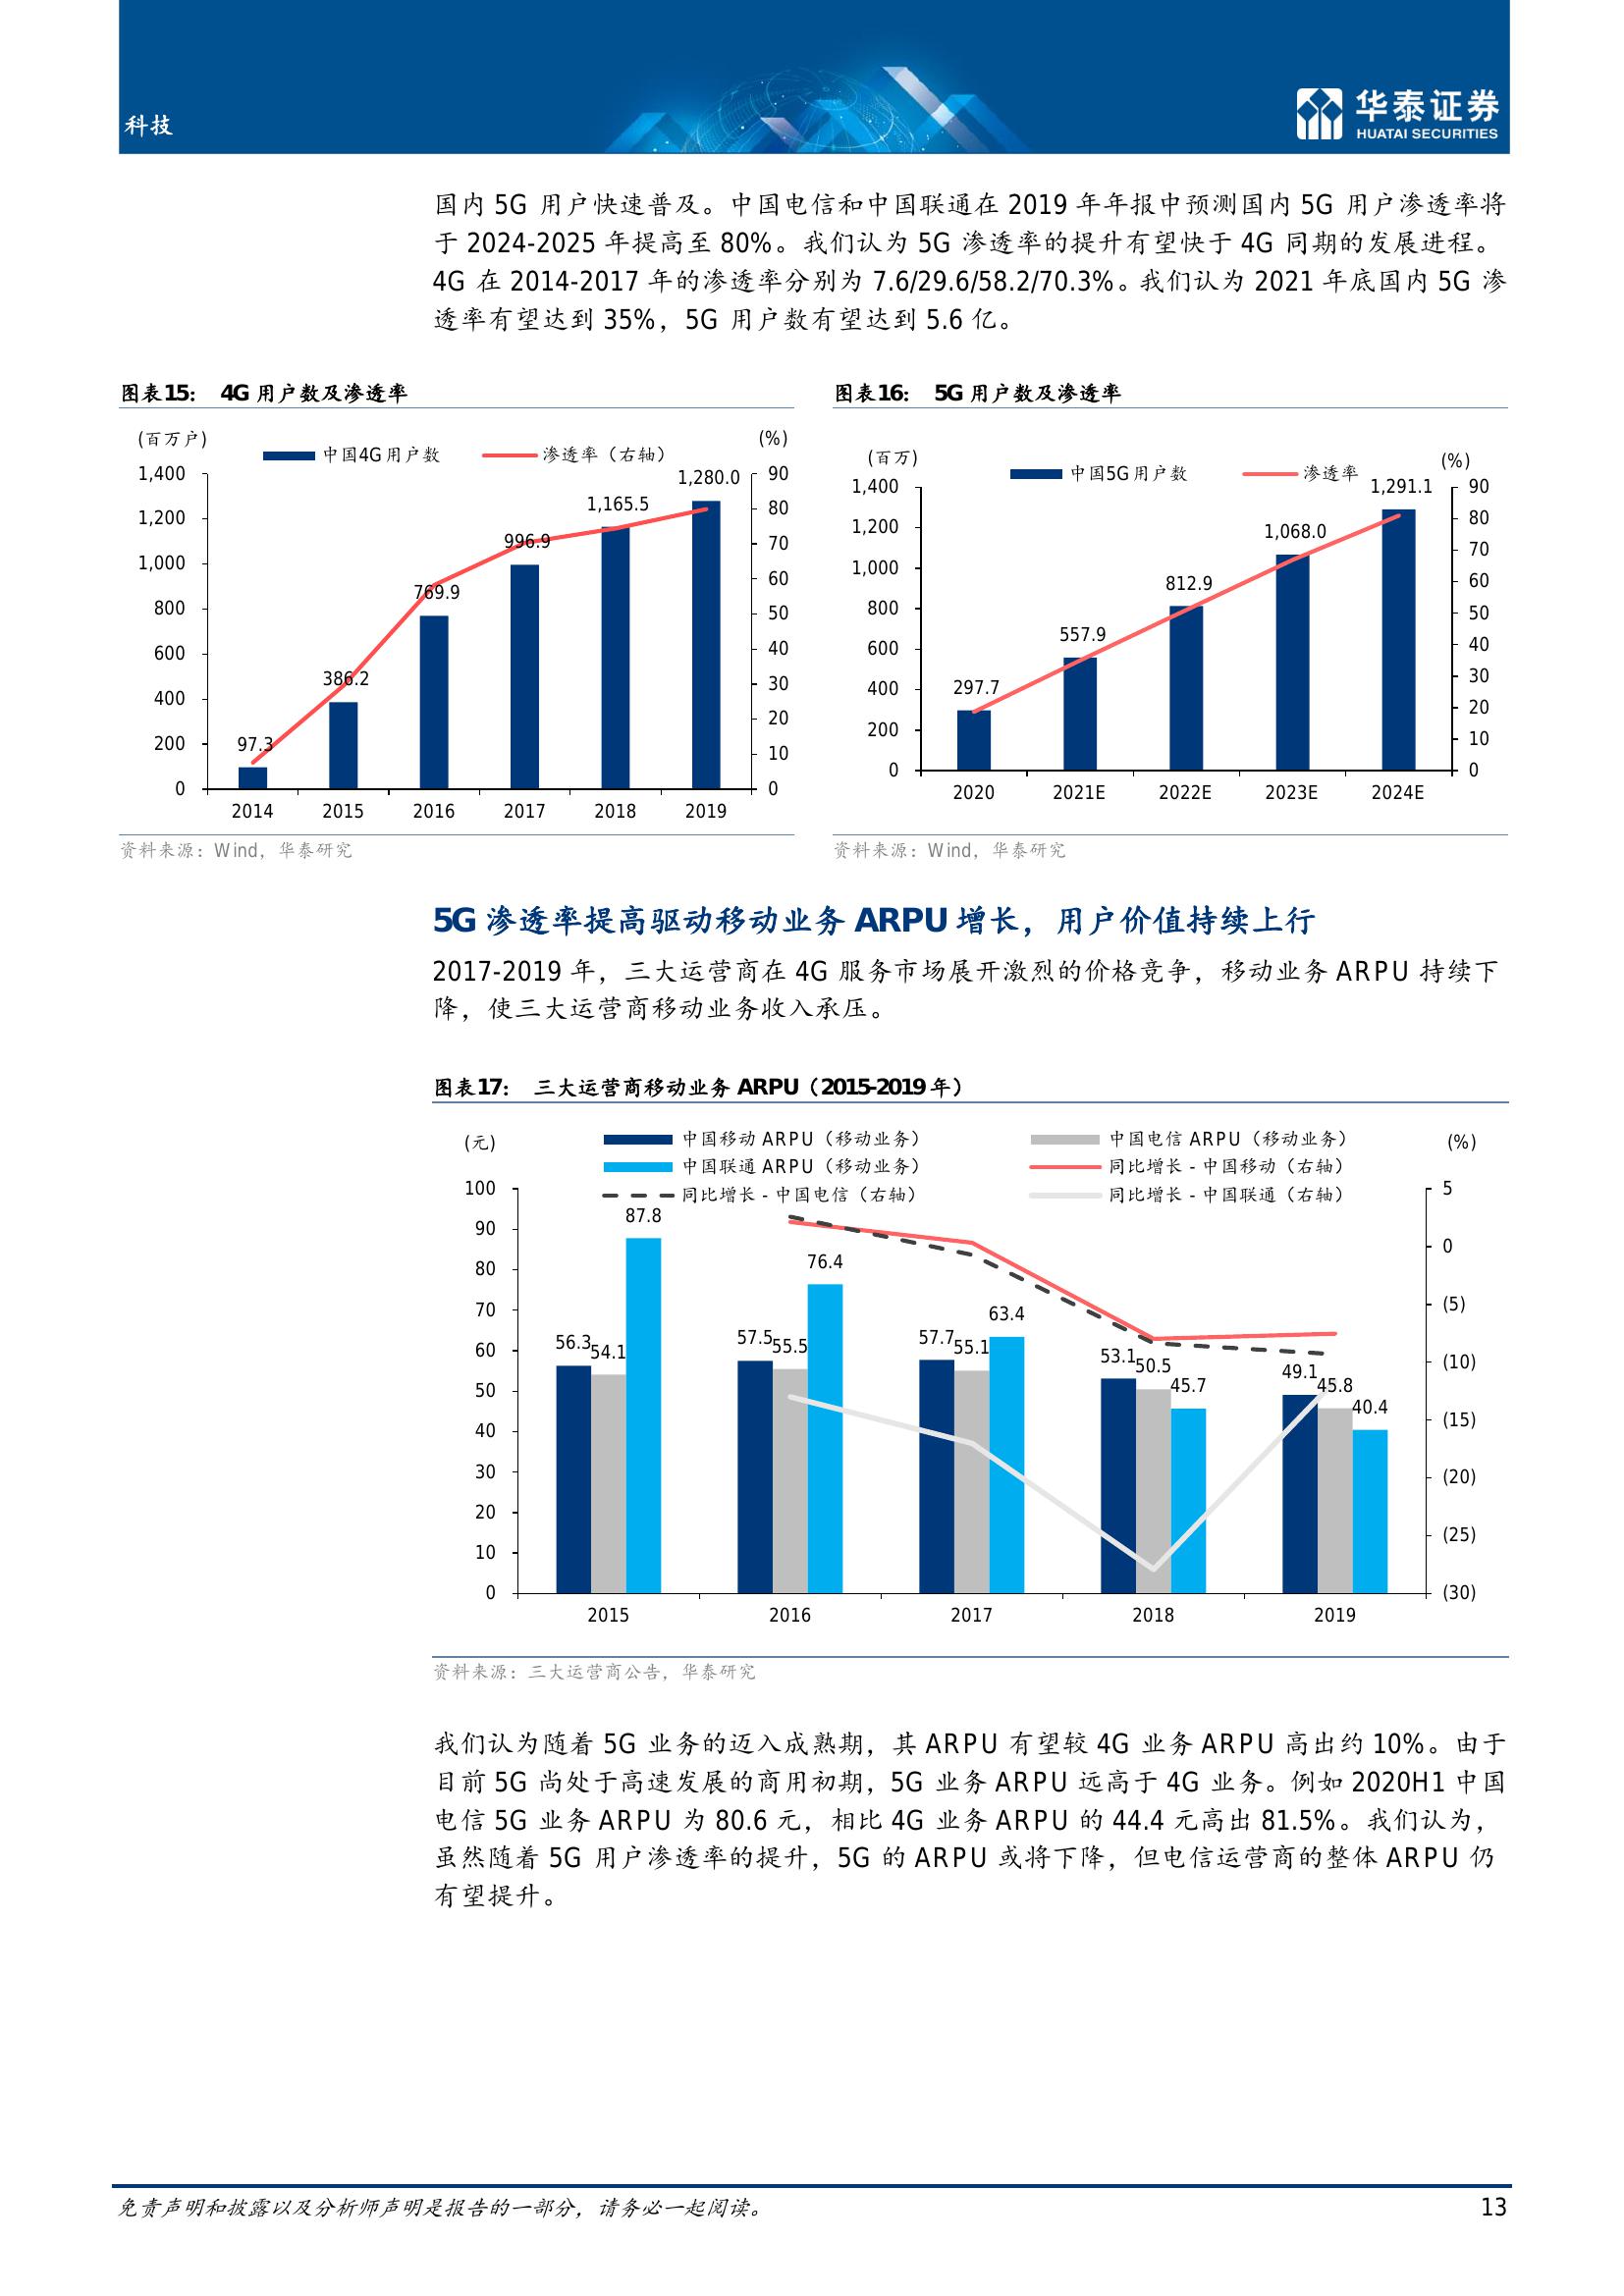 科技
华泰证券
HUATAI SECURITIES
国内 5G 用户快速普及。中国电信和中国联通在 2019 年年报中预测国内 5G 用户渗透率将
于 2024-2025 年提高至 80%。我们认为 5G 渗透率的提升有望快于 4G 同期的发展进程。
4G 在 2014-2017 年的渗透率分别为 7.6/29.6/58.2/70.3%。我们认为 2021 年底国内 5G 渗
透率有望达到 35%，5G 用户数有望达到 5.6 亿。
图表15： 4G 用户数及渗透率
(百万户)
中国4G用户数
渗透率（右轴）
(%)
1,400
1,200
1,000
800
600
400
200
0
97.3
386.2
769.9
996.9
1,165.5
1,280.0
90
80
70
60
50
40
30
20
10
0
2014
2015
2016
2017
2018
2019
资料来源：Wind，华泰研究
图表16： 5G 用户数及渗透率
(百万)
中国5G用户数
渗透率
(%)
1,400
1,200
1,000
800
600
400
200
0
297.7
557.9
812.9
1,068.0
1,291.1
90
80
70
60
50
40
30
20
10
0
2020
2021E
2022E
2023E
2024E
资料来源：Wind，华泰研究
5G 渗透率提高驱动移动业务 ARPU 增长，用户价值持续上行
2017-2019 年，三大运营商在 4G 服务市场展开激烈的价格竞争，移动业务 ARPU 持续下
降，使三大运营商移动业务收入承压。
图表17： 三大运营商移动业务 ARPU（2015-2019 年）
(元)
中国移动 ARPU（移动业务）
中国电信 ARPU（移动业务）
中国联通 ARPU（移动业务）
同比增长 - 中国移动（右轴）
同比增长 - 中国电信（右轴）
同比增长 - 中国联通（右轴）
(%)
100
90
80
70
60
50
40
30
20
10
0
56.3
54.1
87.8
57.5
55.5
76.4
57.7
55.1
63.4
53.1
50.5
45.7
49.1
45.8
40.4
5
0
(5)
(10)
(15)
(20)
(25)
(30)
2015
2016
2017
2018
2019
资料来源：三大运营商公告，华泰研究
我们认为随着 5G 业务的迈入成熟期，其 ARPU 有望较 4G 业务 ARPU 高出约 10%。由于
目前 5G 尚处于高速发展的商用初期，5G 业务 ARPU 远高于 4G 业务。例如 2020H1 中国
电信 5G 业务 ARPU 为 80.6 元，相比 4G 业务 ARPU 的 44.4 元高出 81.5%。我们认为，
虽然随着 5G 用户渗透率的提升，5G 的 ARPU 或将下降，但电信运营商的整体 ARPU 仍
有望提升。
免责声明和披露以及分析师声明是报告的一部分，请务必一起阅读。
13